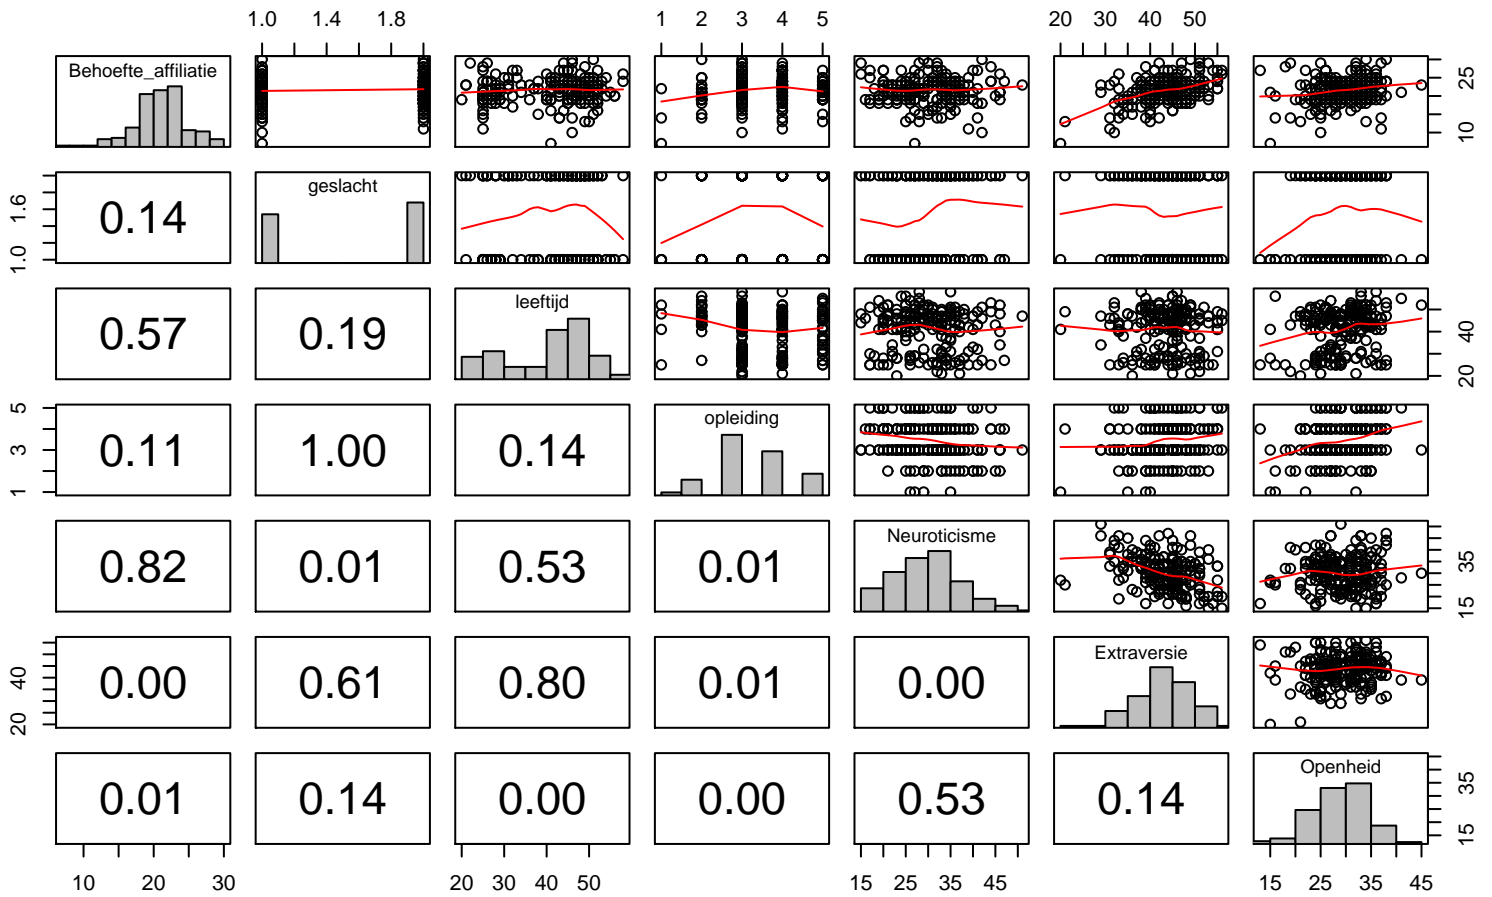 1.0 1.4 1.8 1 2 3 4 5 20 30 40 50
Behoefte_affiliatie
10 25
1.0 1.6
0.14
geslacht
0.57 0.19
leeftijd
20 40
1 3 5
0.11 1.00 0.14
opleiding
0.82 0.01 0.53 0.01
Neuroticisme
15 35
20 40
0.00 0.61 0.80 0.01 0.00
Extraversie
0.01 0.14 0.00 0.00 0.53 0.14
Openheid
15 35
10 20 30 20 30 40 50 15 25 35 45 15 25 35 45